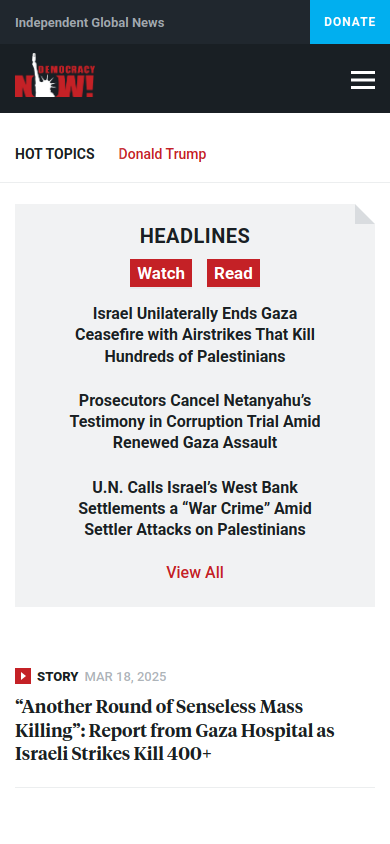 Independent Global News
DONATE
DEMOCRACY
NOW!
HOT TOPICS Donald Trump
HEADLINES
Watch Read
Israel Unilaterally Ends Gaza
Ceasefire with Airstrikes That Kill
Hundreds of Palestinians
Prosecutors Cancel Netanyahu’s
Testimony in Corruption Trial Amid
Renewed Gaza Assault
U.N. Calls Israel’s West Bank
Settlements a “War Crime” Amid
Settler Attacks on Palestinians
View All
STORY MAR 18, 2025
“Another Round of Senseless Mass
Killing”: Report from Gaza Hospital as
Israeli Strikes Kill 400+